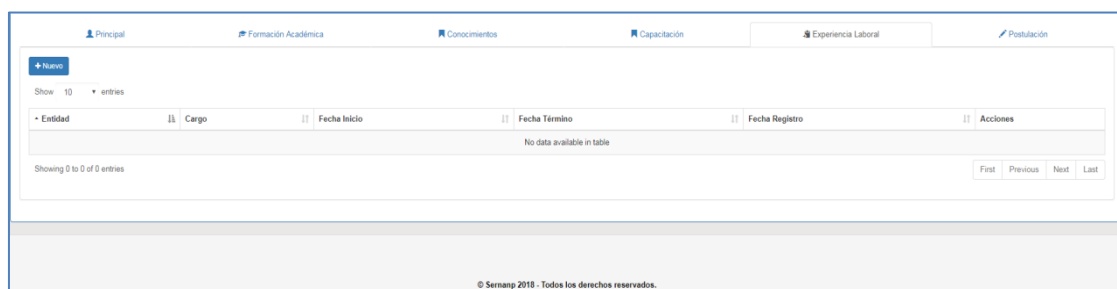 Principal Formación Académica Conocimientos Capacitación Experiencia Laboral Postulación
+ Nuevo
Show 10 entries
Entidad Cargo Fecha Inicio Fecha Término Fecha Registro Acciones
No data available in table
Showing 0 to 0 of 0 entries First Previous Next Last
© Sernanp 2018 - Todos los derechos reservados.